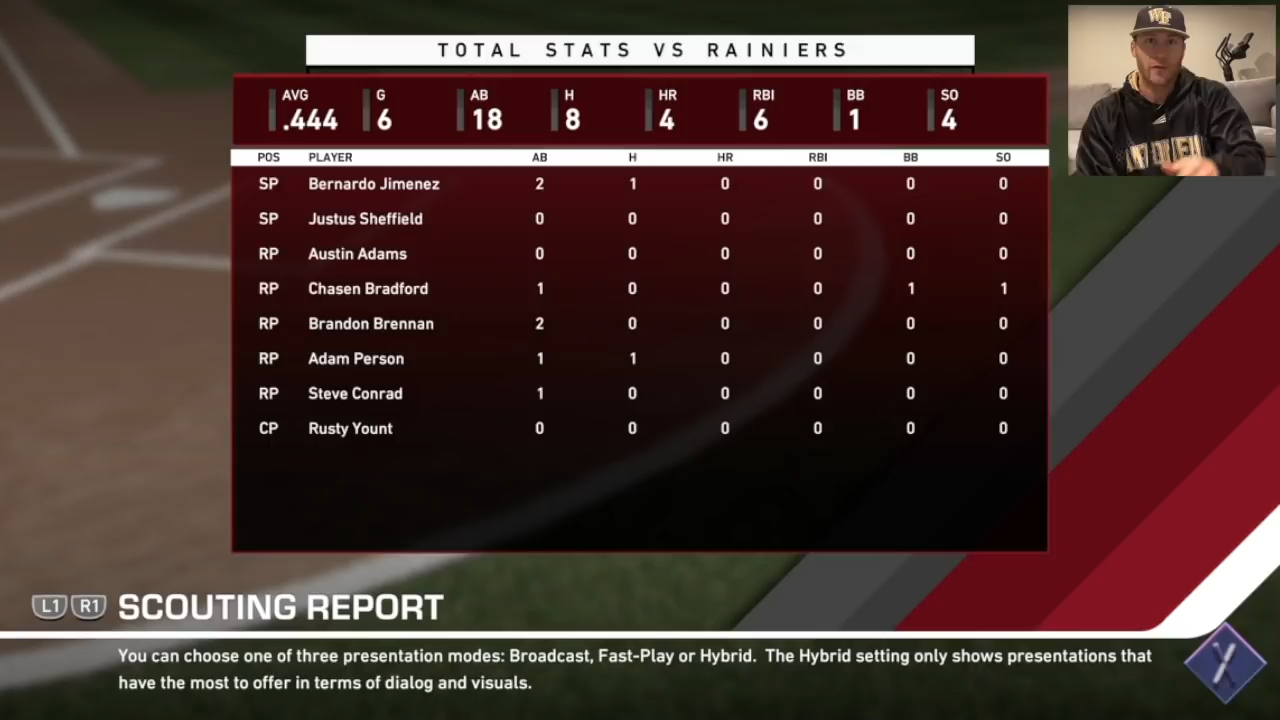 TOTAL STATS VS RAINIERS
AVG G AB H HR RBI BB SO
.444 6 18 8 4 6 1 4
POS PLAYER AB H HR RBI BB SO
SP Bernardo Jimenez 2 1 0 0 0 0
SP Justus Sheffield 0 0 0 0 0 0
RP Austin Adams 0 0 0 0 0 0
RP Chasen Bradford 1 0 0 0 1 1
RP Brandon Brennan 2 0 0 0 0 0
RP Adam Person 1 1 0 0 0 0
RP Steve Conrad 1 0 0 0 0 0
CP Rusty Yount 0 0 0 0 0 0
L1 R1 SCOUTING REPORT
You can choose one of three presentation modes: Broadcast, Fast-Play or Hybrid. The Hybrid setting only shows presentations that
have the most to offer in terms of dialog and visuals.
WF